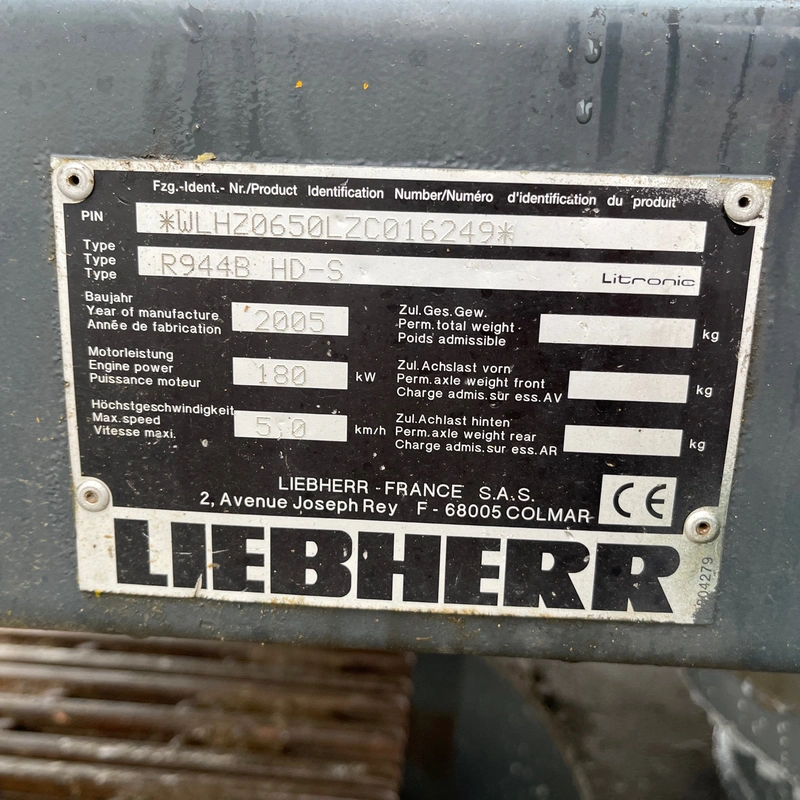 Fzg.-Ident.- Nr./Product Identification Number/Numéro d'identification du produit
PIN *WLHZ0650LZC016249*
Type
Type R944B HD-S Litronic
Type
Baujahr
Year of manufacture 2005
Année de fabrication
Zul. Ges. Gew.
Perm. total weight kg
Poids admissible
Motorleistung
Engine power 180 kW
Puissance moteur
Zul. Achslast vorn
Perm. axle weight front kg
Charge admis. sur ess. AV
Höchstgeschwindigkeit
Max. speed 5,0 km/h
Vitesse maxi.
Zul. Achlast hinten
Perm. axle weight rear kg
Charge admis. sur ess. AR
LIEBHERR - FRANCE S.A.S.
2, Avenue Joseph Rey F - 68005 COLMAR
CE
LIEBHERR